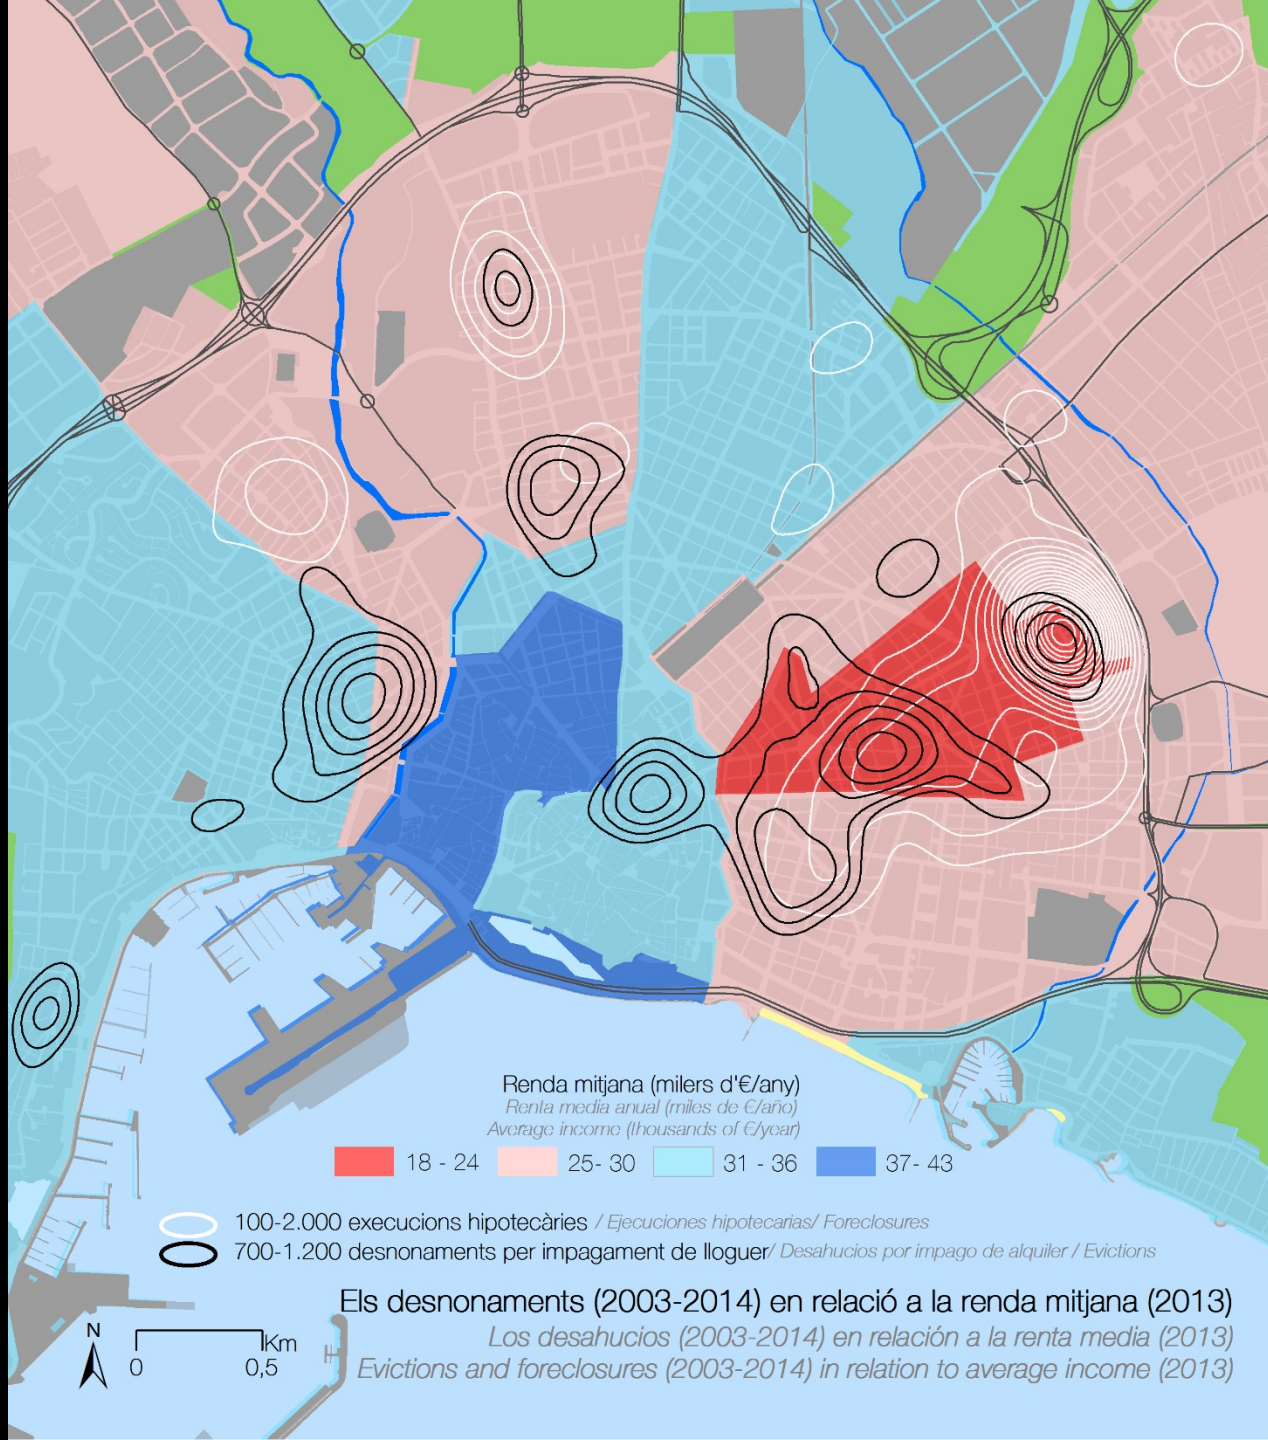 Renda mitjana (milers d'€/any)
Renta media anual (miles de €/año)
Average income (thousands of €/year)
18 - 24 25- 30 31 - 36 37- 43
100-2.000 execucions hipotecàries / Ejecuciones hipotecarias/ Foreclosures
700-1.200 desnonaments per impagament de lloguer/ Desahucios por impago de alquiler / Evictions
Els desnonaments (2003-2014) en relació a la renda mitjana (2013)
Los desahucios (2003-2014) en relación a la renta media (2013)
Evictions and foreclosures (2003-2014) in relation to average income (2013)
N
Km
0 0,5